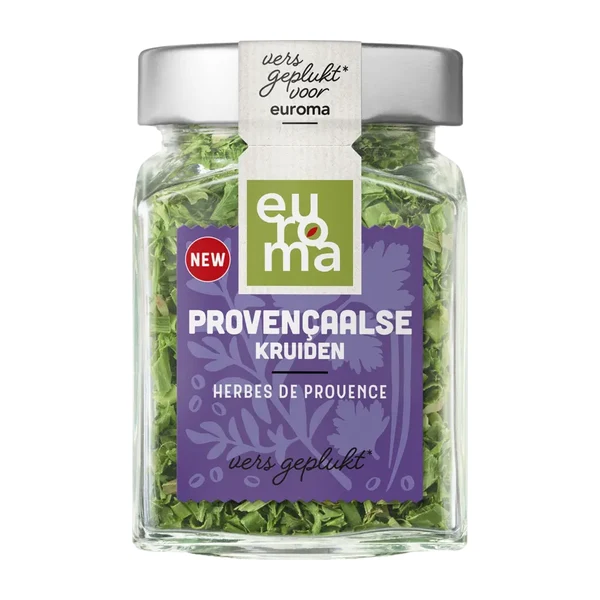 vers
geplukt*
voor
euroma
eu
ro
ma
NEW
PROVENÇAALSE
KRUIDEN
HERBES DE PROVENCE
vers geplukt*